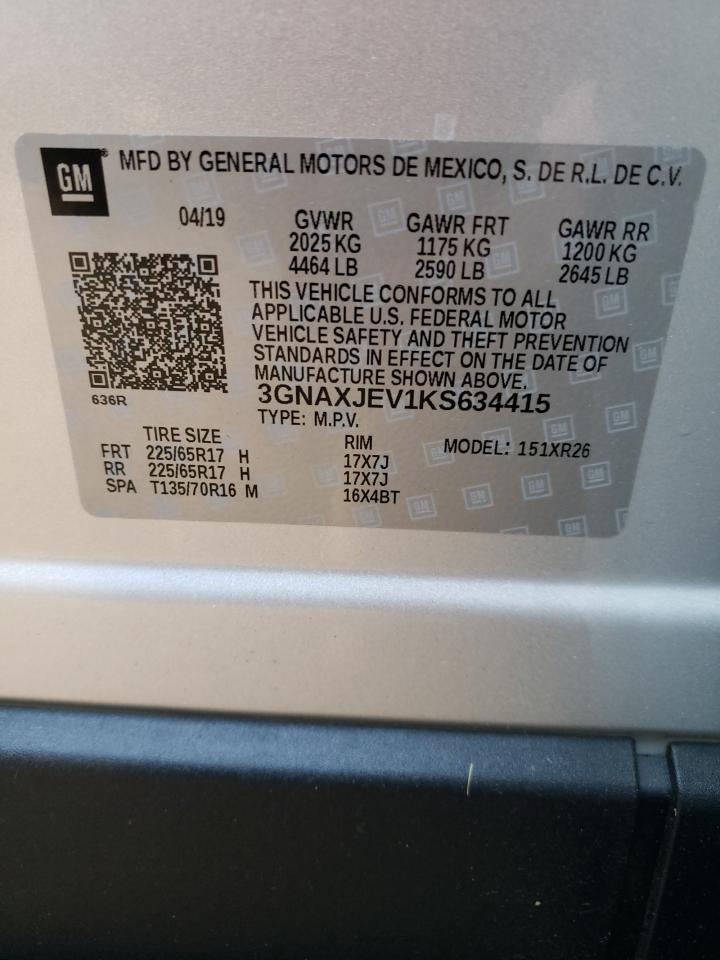 GM
MFD BY GENERAL MOTORS DE MEXICO, S. DE R.L. DE C.V.
04/19 GVWR GAWR FRT GAWR RR
2025 KG 1175 KG 1200 KG
4464 LB 2590 LB 2645 LB
THIS VEHICLE CONFORMS TO ALL
APPLICABLE U.S. FEDERAL MOTOR
VEHICLE SAFETY AND THEFT PREVENTION
STANDARDS IN EFFECT ON THE DATE OF
MANUFACTURE SHOWN ABOVE.
636R
3GNAXJEV1KS634415
TYPE: M.P.V.
TIRE SIZE RIM MODEL: 151XR26
FRT 225/65R17 H 17X7J
RR 225/65R17 H 17X7J
SPA T135/70R16 M 16X4BT